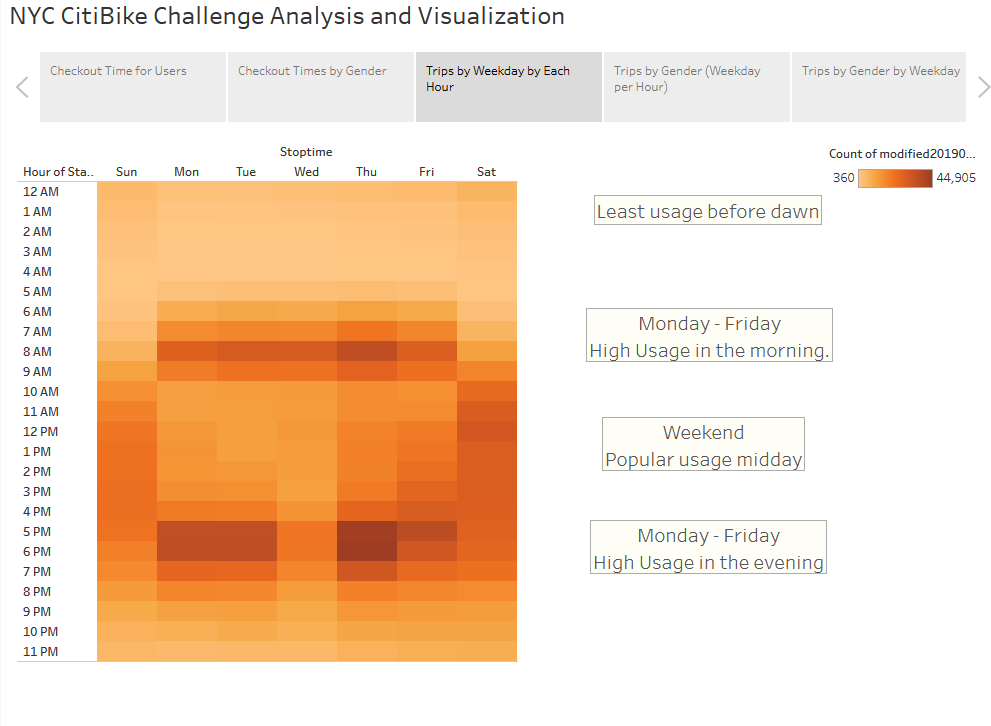 NYC CitiBike Challenge Analysis and Visualization
Checkout Time for Users
Checkout Times by Gender
Trips by Weekday by Each
Hour
Trips by Gender (Weekday
per Hour)
Trips by Gender by Weekday
Stoptime
Hour of Sta..
Sun
Mon
Tue
Wed
Thu
Fri
Sat
12 AM
1 AM
2 AM
3 AM
4 AM
5 AM
6 AM
7 AM
8 AM
9 AM
10 AM
11 AM
12 PM
1 PM
2 PM
3 PM
4 PM
5 PM
6 PM
7 PM
8 PM
9 PM
10 PM
11 PM
Count of modified20190...
360
44,905
Least usage before dawn
Monday - Friday
High Usage in the morning.
Weekend
Popular usage midday
Monday - Friday
High Usage in the evening